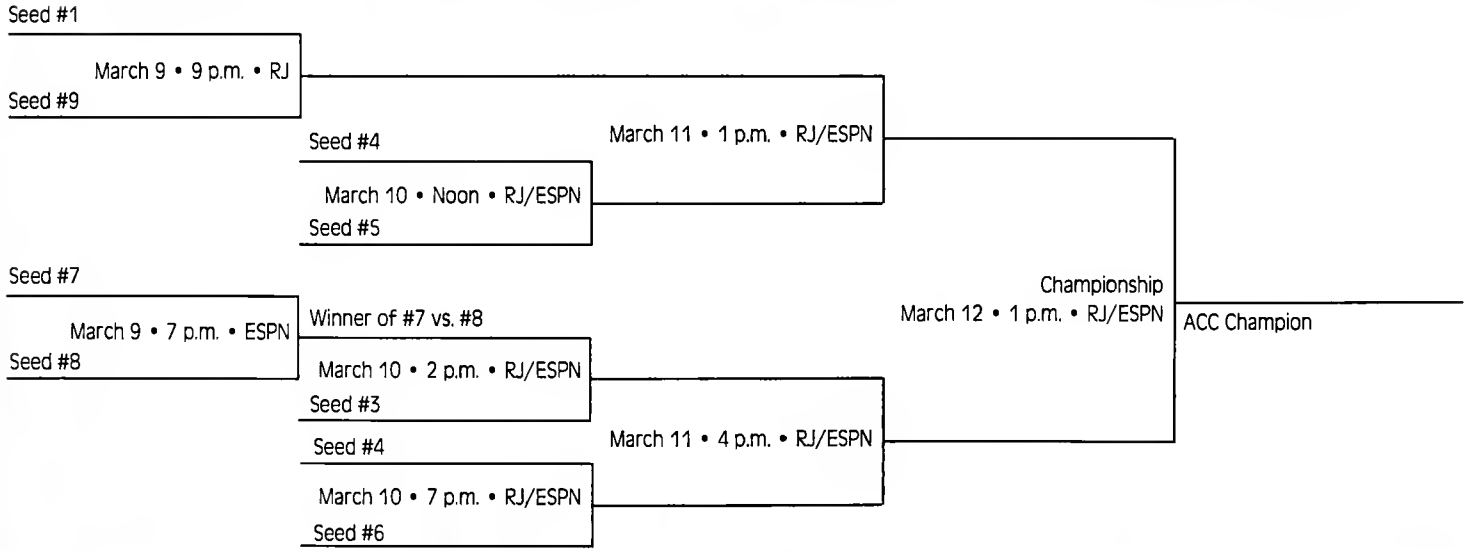 Seed #1
March 9 • 9 p.m. • RJ
Seed #9
Seed #4
March 10 • Noon • RJ/ESPN
Seed #5
March 11 • 1 p.m. • RJ/ESPN
Seed #7
March 9 • 7 p.m. • ESPN
Seed #8
Winner of #7 vs. #8
March 10 • 2 p.m. • RJ/ESPN
Seed #3
Seed #4
March 10 • 7 p.m. • RJ/ESPN
Seed #6
March 11 • 4 p.m. • RJ/ESPN
Championship
March 12 • 1 p.m. • RJ/ESPN
ACC Champion